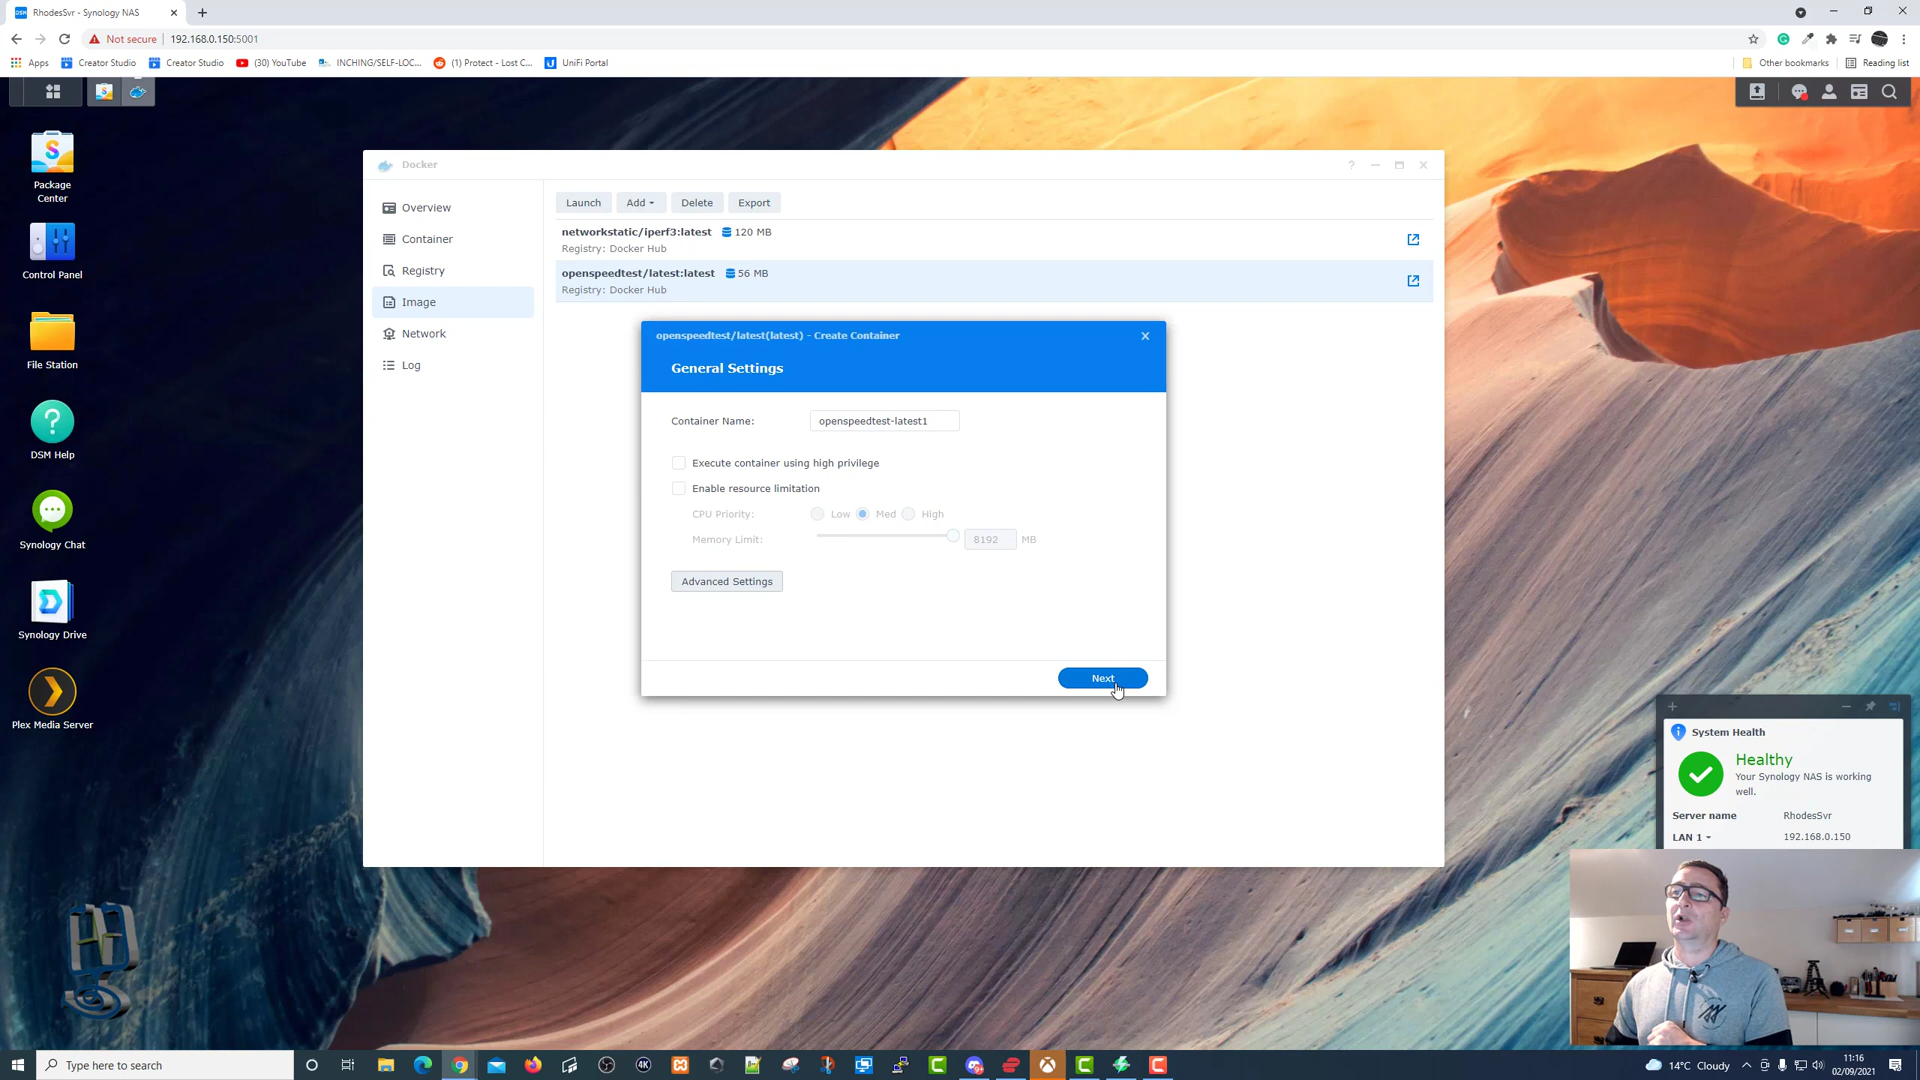 RhodesSvr - Synology NAS
Not secure 192.168.0.150:5001
Apps Creator Studio Creator Studio (30) YouTube INCHING/SELF-LOC... (1) Protect - Lost C... UniFi Portal Other bookmarks Reading list
Package
Center
Control Panel
File Station
DSM Help
Synology Chat
Synology Drive
Plex Media Server
Docker
Overview
Container
Registry
Image
Network
Log
Launch Add Delete Export
networkstatic/iperf3:latest 120 MB
Registry: Docker Hub
openspeedtest/latest:latest 56 MB
Registry: Docker Hub
openspeedtest/latest(latest) - Create Container
General Settings
Container Name: openspeedtest-latest1
Execute container using high privilege
Enable resource limitation
CPU Priority: Low Med High
Memory Limit: 8192 MB
Advanced Settings
Next
System Health
Healthy
Your Synology NAS is working
well.
Server name RhodesSvr
LAN 1 192.168.0.150
Type here to search
14°C Cloudy
11:16
02/09/2021